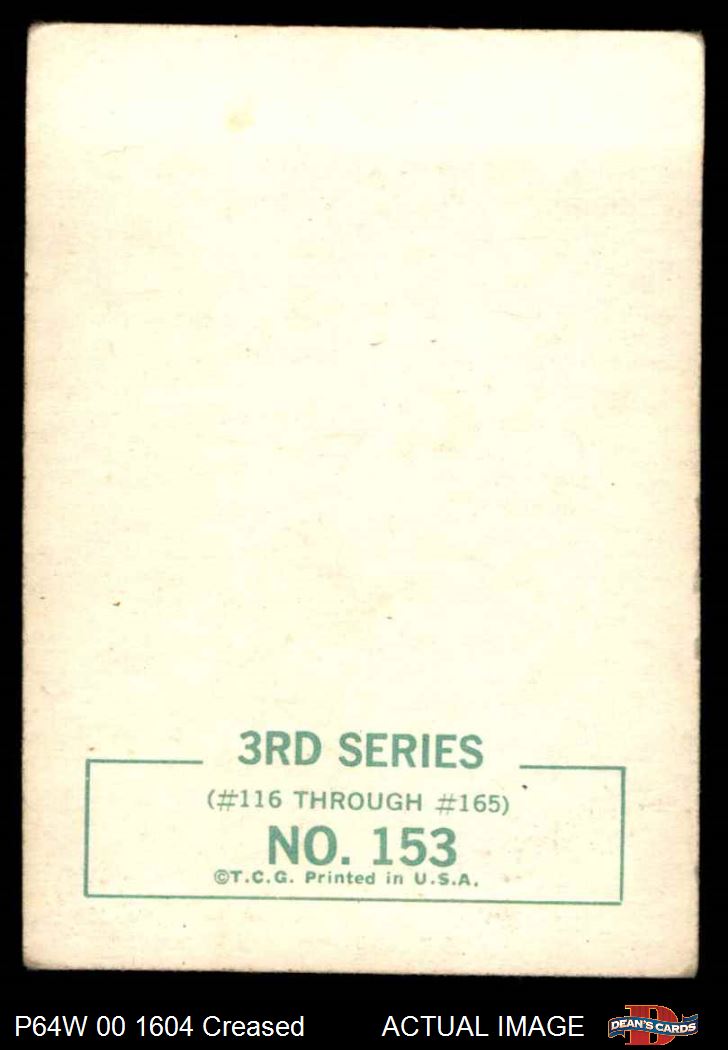 3RD SERIES
(#116 THROUGH #165)
NO. 153
©T.C.G. Printed in U.S.A.
P64W 00 1604 Creased ACTUAL IMAGE
D
DEAN'S CARDS